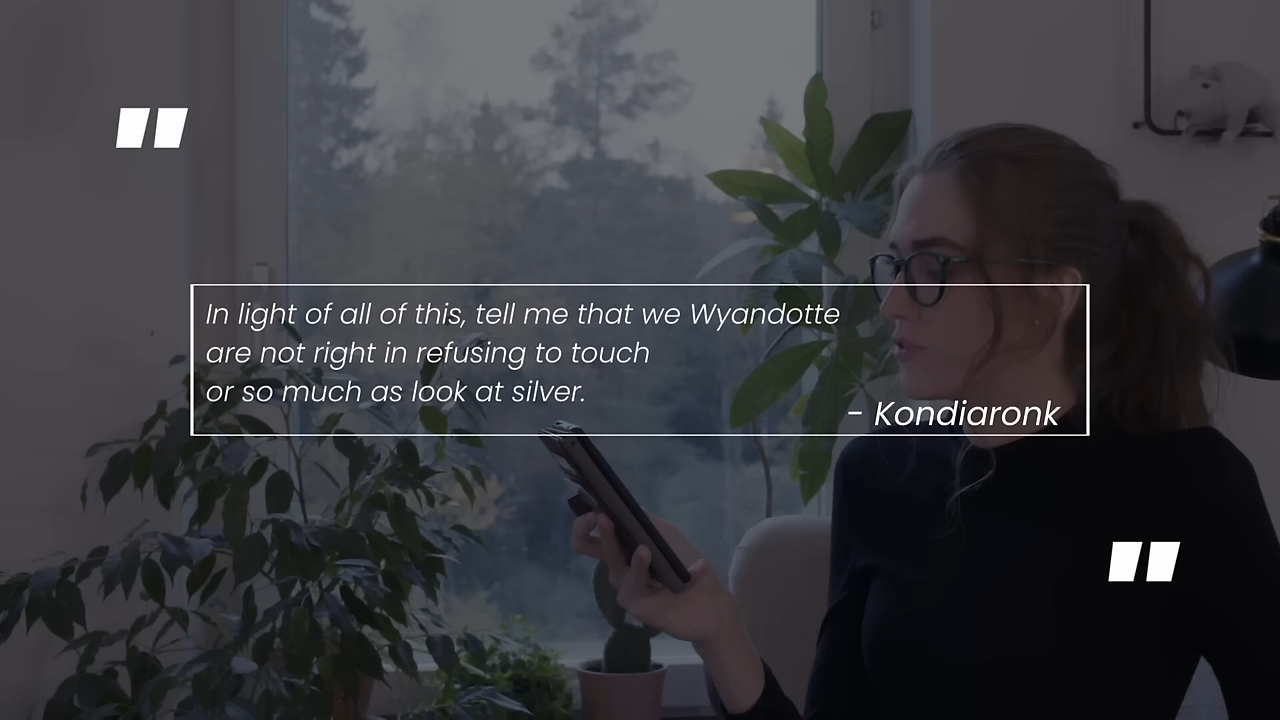 "
In light of all of this, tell me that we Wyandotte
are not right in refusing to touch
or so much as look at silver.
- Kondiaronk
"